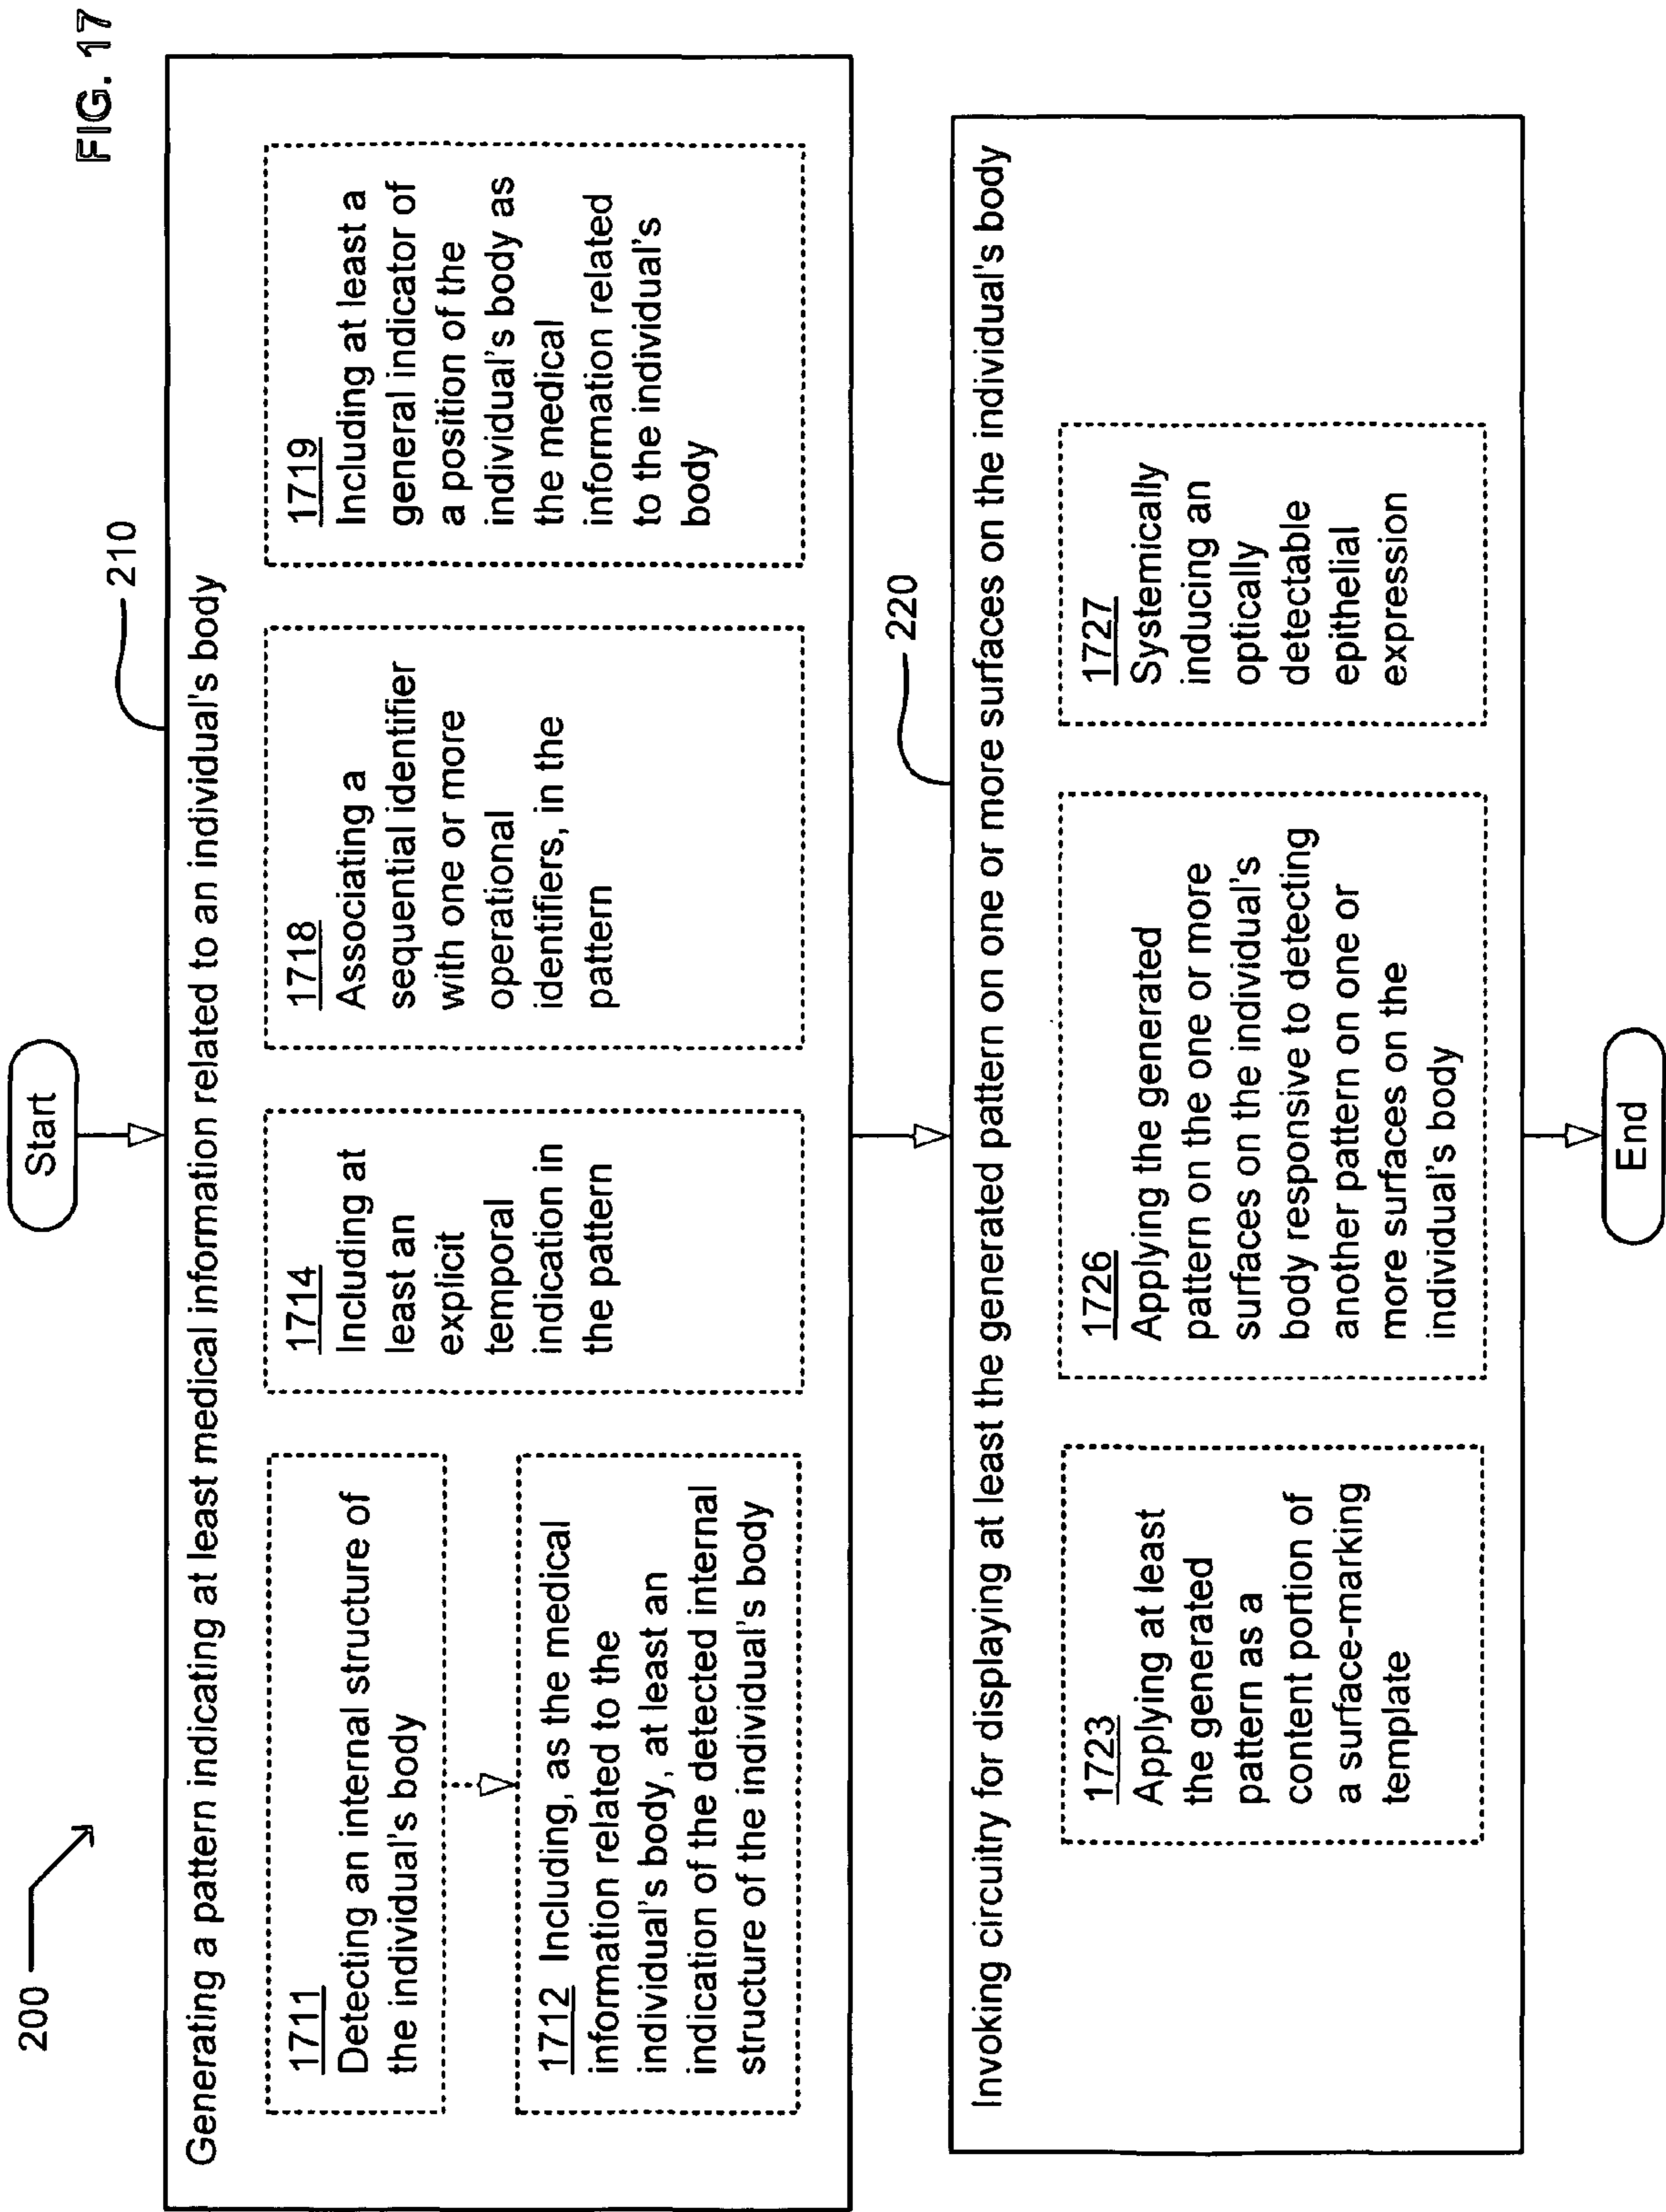 FIG. 17
200
Start
210
Generating a pattern indicating at least medical information related to an individual's body
1711
Detecting an internal structure of
the individual's body
1712 Including, as the medical
information related to the
individual's body, at least an
indication of the detected internal
structure of the individual's body
1714
Including at
least an
explicit
temporal
indication in
the pattern
1718
Associating a
sequential identifier
with one or more
operational
identifiers, in the
pattern
1719
Including at least a
general indicator of
a position of the
individual's body as
the medical
information related
to the individual's
body
220
Invoking circuitry for displaying at least the generated pattern on one or more surfaces on the individual's body
1723
Applying at least
the generated
pattern as a
content portion of
a surface-marking
template
1726
Applying the generated
pattern on the one or more
surfaces on the individual's
body responsive to detecting
another pattern on one or
more surfaces on the
individual's body
1727
Systemically
inducing an
optically
detectable
epithelial
expression
End